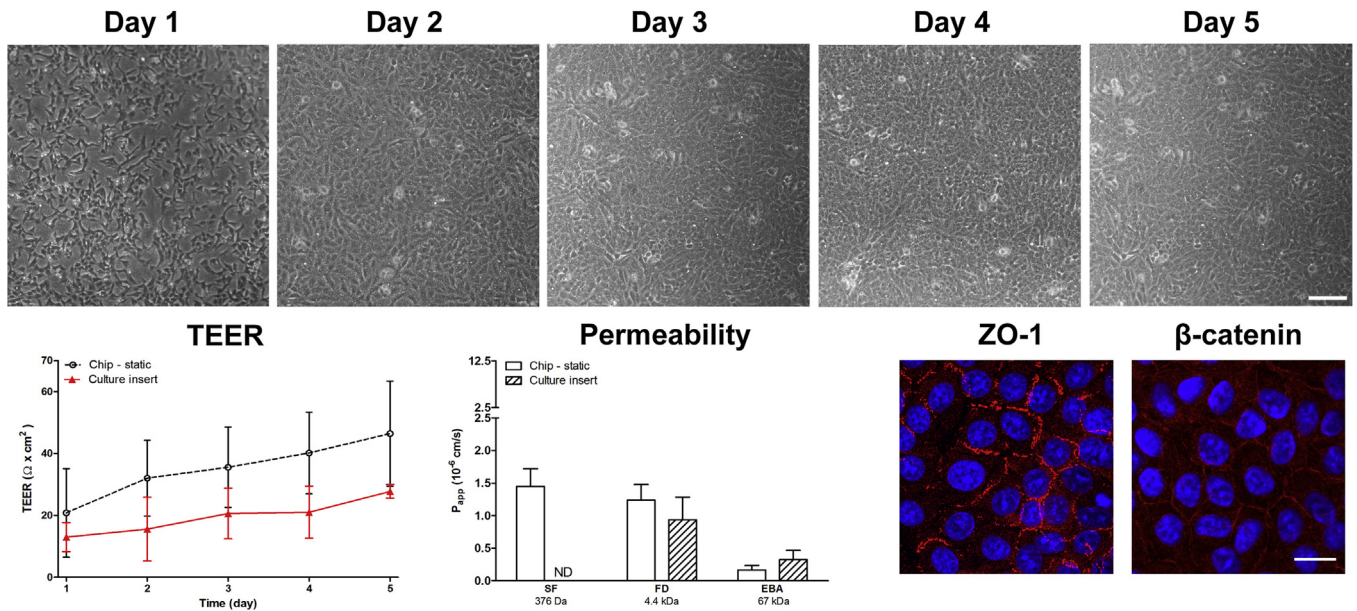 Day 1
Day 2
Day 3
Day 4
Day 5
TEER
TEER (Ω x cm²)
70
60
40
20
0
Chip - static
Culture insert
1
2
3
4
5
Time (day)
Permeability
Papp (10⁻⁶ cm/s)
12.5
2.5
2.5
2.0
1.5
1.0
0.5
0.0
Chip - static
Culture insert
ND
SF
376 Da
FD
4.4 kDa
EBA
67 kDa
ZO-1
β-catenin